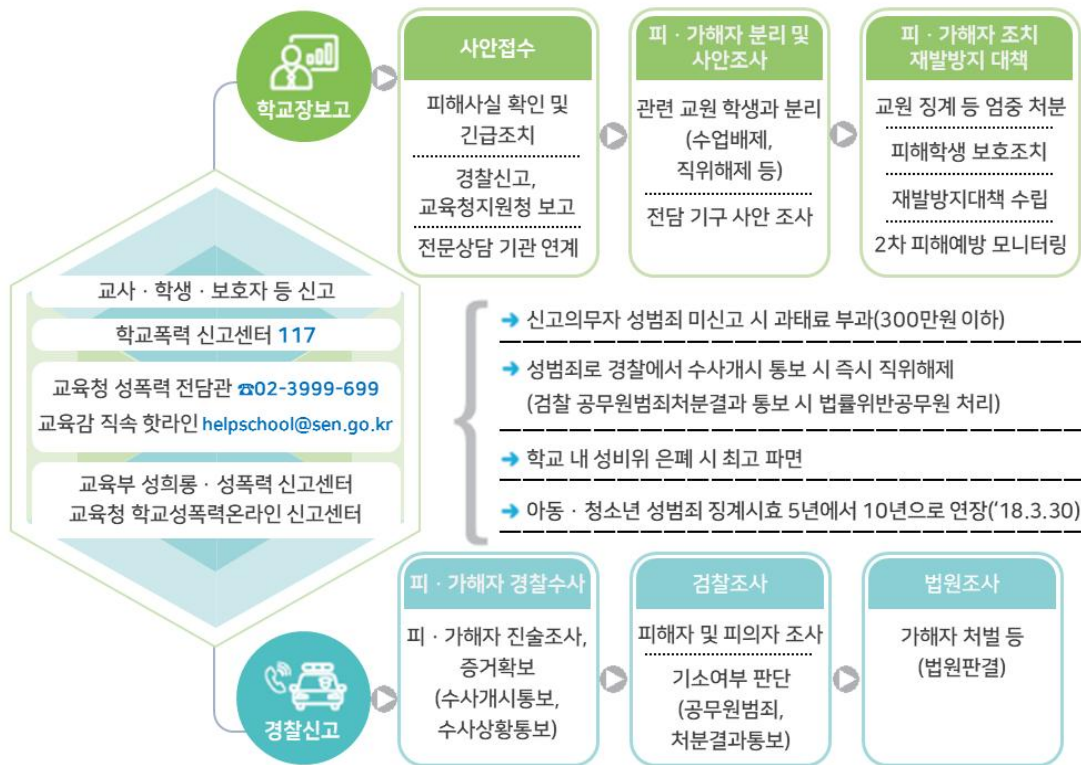 학교장보고
사안접수
피해사실 확인 및
긴급조치
경찰신고,
교육청지원청 보고
전문상담 기관 연계
피 · 가해자 분리 및
사안조사
관련 교원 학생과 분리
(수업배제,
직위해제 등)
전담 기구 사안 조사
피 · 가해자 조치
재발방지 대책
교원 징계 등 엄중 처분
피해학생 보호조치
재발방지대책 수립
2차 피해예방 모니터링
교사 · 학생 · 보호자 등 신고
학교폭력 신고센터 117
교육청 성폭력 전담관 ☎02-3999-699
교육감 직속 핫라인 helpschool@sen.go.kr
교육부 성희롱 · 성폭력 신고센터
교육청 학교성폭력온라인 신고센터
➔ 신고의무자 성범죄 미신고 시 과태료 부과(300만원 이하)
➔ 성범죄로 경찰에서 수사개시 통보 시 즉시 직위해제
(검찰 공무원범죄처분결과 통보 시 법률위반공무원 처리)
➔ 학교 내 성비위 은폐 시 최고 파면
➔ 아동 · 청소년 성범죄 징계시효 5년에서 10년으로 연장(‘18.3.30)
경찰신고
피 · 가해자 경찰수사
피 · 가해자 진술조사,
증거확보
(수사개시통보,
수사상황통보)
검찰조사
피해자 및 피의자 조사
기소여부 판단
(공무원범죄,
처분결과통보)
법원조사
가해자 처벌 등
(법원판결)